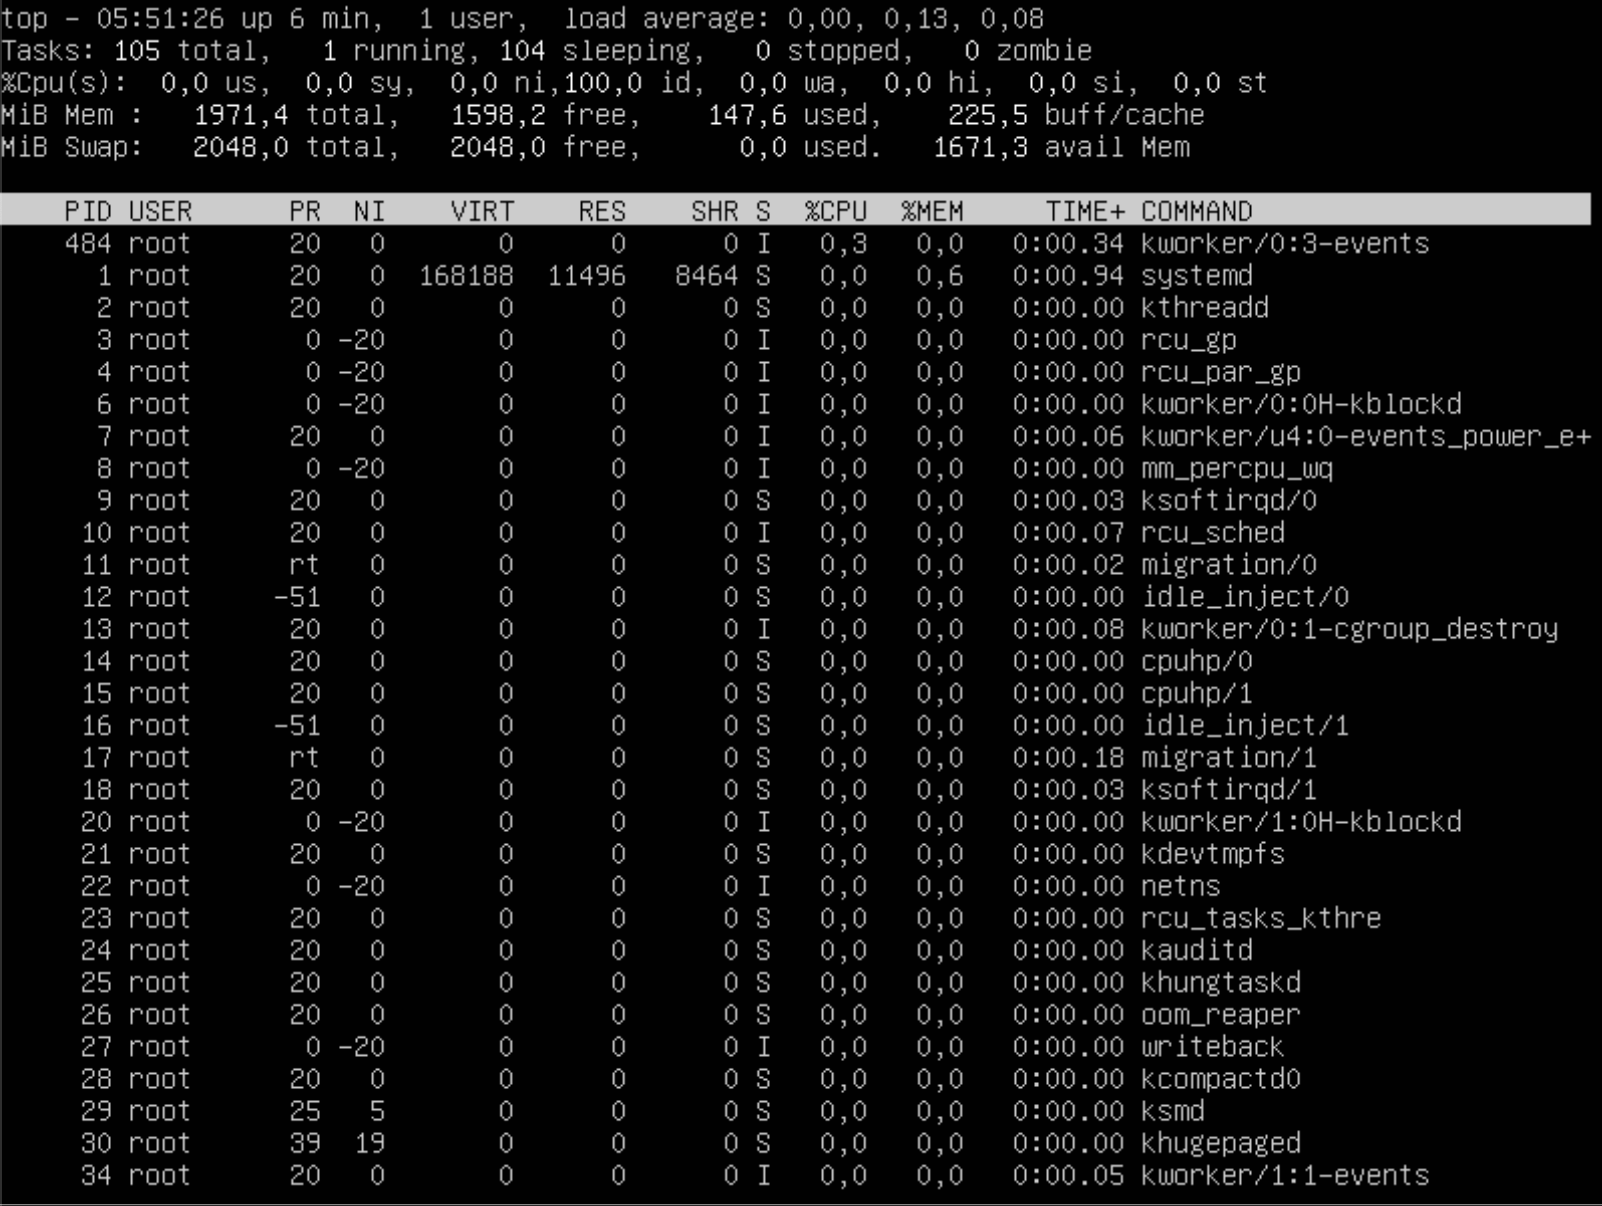 top - 05:51:26 up 6 min,  1 user,  load average: 0,00, 0,13, 0,08
Tasks: 105 total,   1 running, 104 sleeping,   0 stopped,   0 zombie
%Cpu(s):  0,0 us,  0,0 sy,  0,0 ni,100,0 id,  0,0 wa,  0,0 hi,  0,0 si,  0,0 st
MiB Mem :   1971,4 total,   1598,2 free,    147,6 used,    225,5 buff/cache
MiB Swap:   2048,0 total,   2048,0 free,      0,0 used.   1671,3 avail Mem
PID USER      PR  NI    VIRT    RES    SHR S  %CPU  %MEM     TIME+ COMMAND
484 root      20   0       0      0      0 I   0,3   0,0   0:00.34 kworker/0:3-events
1 root      20   0  168188  11496   8464 S   0,0   0,6   0:00.94 systemd
2 root      20   0       0      0      0 S   0,0   0,0   0:00.00 kthreadd
3 root       0 -20       0      0      0 I   0,0   0,0   0:00.00 rcu_gp
4 root       0 -20       0      0      0 I   0,0   0,0   0:00.00 rcu_par_gp
6 root       0 -20       0      0      0 I   0,0   0,0   0:00.00 kworker/0:0H-kblockd
7 root      20   0       0      0      0 I   0,0   0,0   0:00.06 kworker/u4:0-events_power_e+
8 root       0 -20       0      0      0 I   0,0   0,0   0:00.00 mm_percpu_wq
9 root      20   0       0      0      0 S   0,0   0,0   0:00.03 ksoftirqd/0
10 root      20   0       0      0      0 I   0,0   0,0   0:00.07 rcu_sched
11 root      rt   0       0      0      0 S   0,0   0,0   0:00.02 migration/0
12 root     -51   0       0      0      0 S   0,0   0,0   0:00.00 idle_inject/0
13 root      20   0       0      0      0 I   0,0   0,0   0:00.08 kworker/0:1-cgroup_destroy
14 root      20   0       0      0      0 S   0,0   0,0   0:00.00 cpuhp/0
15 root      20   0       0      0      0 S   0,0   0,0   0:00.00 cpuhp/1
16 root     -51   0       0      0      0 S   0,0   0,0   0:00.00 idle_inject/1
17 root      rt   0       0      0      0 S   0,0   0,0   0:00.18 migration/1
18 root      20   0       0      0      0 S   0,0   0,0   0:00.03 ksoftirqd/1
20 root       0 -20       0      0      0 I   0,0   0,0   0:00.00 kworker/1:0H-kblockd
21 root      20   0       0      0      0 S   0,0   0,0   0:00.00 kdevtmpfs
22 root       0 -20       0      0      0 I   0,0   0,0   0:00.00 netns
23 root      20   0       0      0      0 S   0,0   0,0   0:00.00 rcu_tasks_kthre
24 root      20   0       0      0      0 S   0,0   0,0   0:00.00 kauditd
25 root      20   0       0      0      0 S   0,0   0,0   0:00.00 khungtaskd
26 root      20   0       0      0      0 S   0,0   0,0   0:00.00 oom_reaper
27 root       0 -20       0      0      0 I   0,0   0,0   0:00.00 writeback
28 root      20   0       0      0      0 S   0,0   0,0   0:00.00 kcompactd0
29 root      25   5       0      0      0 S   0,0   0,0   0:00.00 ksmd
30 root      39  19       0      0      0 S   0,0   0,0   0:00.00 khugepaged
34 root      20   0       0      0      0 I   0,0   0,0   0:00.05 kworker/1:1-events